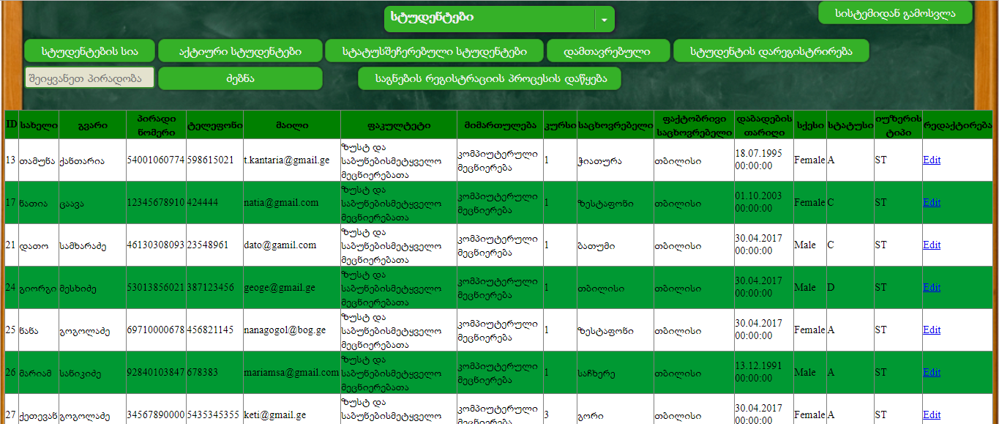 სტუდენტები
სისტემიდან გამოსვლა
სტუდენტების სია აქტიური სტუდენტები სტატუსშეჩერებული სტუდენტები დამთავრებული სტუდენტის დარეგისტრირება
შეიყვანეთ პირადობა ძებნა საგნების რეგისტრაციის პროცესის დაწყება
ID სახელი გვარი პირადი ნომერი ტელეფონი მაილი ფაკულტეტი მიმართულება კურსი საცხოვრებელი ფაქტობრივი საცხოვრებელი დაბადების თარიღი სქესი სტატუსი იუზერის ტიპი რედაქტირება
13 თამუნა ქანთარია 54001060774 598615021 t.kantaria@gmail.ge ზუსტ და საბუნებისმეტყველო მეცნიერებათა კომპიუტერული მეცნიერება 1 ჭიათურა თბილისი 18.07.1995 00:00:00 Female A ST Edit
17 ნათია ცაავა 12345678910 424444 natia@gmail.com ზუსტ და საბუნებისმეტყველო მეცნიერებათა კომპიუტერული მეცნიერება 1 ზესტაფონი თბილისი 01.10.2003 00:00:00 Female C ST Edit
21 დათო სამხარაძე 46130308093 23548961 dato@gamil.com ზუსტ და საბუნებისმეტყველო მეცნიერებათა კომპიუტერული მეცნიერება 1 ბათუმი თბილისი 30.04.2017 00:00:00 Male C ST Edit
24 გიორგი მესხიძე 53013856021 387123456 geoge@gmail.ge ზუსტ და საბუნებისმეტყველო მეცნიერებათა კომპიუტერული მეცნიერება 1 თბილისი თბილისი 30.04.2017 00:00:00 Male D ST Edit
25 ნანა გოგოლაძე 69710000678 456821145 nanagogol@bog.ge ზუსტ და საბუნებისმეტყველო მეცნიერებათა კომპიუტერული მეცნიერება 1 ზესტაფონი თბილისი 30.04.2017 00:00:00 Female A ST Edit
26 მარიამ სანიკიძე 92840103847 678383 mariamsa@gmail.com ზუსტ და საბუნებისმეტყველო მეცნიერებათა კომპიუტერული მეცნიერება 1 საჩხერე თბილისი 13.12.1991 00:00:00 Male A ST Edit
27 ქეთევან გოგოლაძე 34567890000 5435345355 keti@gmail.ge ზუსტ და საბუნებისმეტყველო კომპიუტერული მეცნიერება 3 გორი თბილისი 30.04.2017 00:00:00 Female A ST Edit